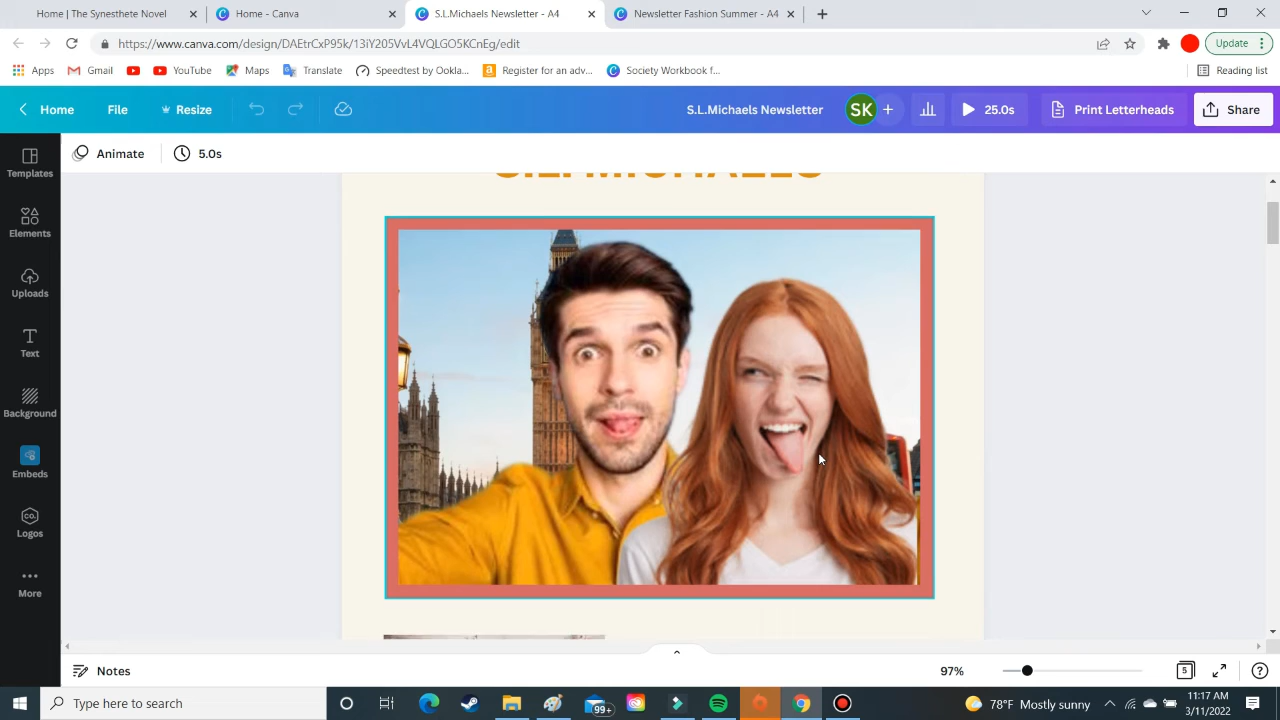 Home | The Synesthete Novel
Home - Canva
S.L.Michaels Newsletter - A4
Newsletter Fashion Summer - A4
https://www.canva.com/design/DAEtrCxP95k/13iY205VvL4VQLGO5KCnEg/edit
Update
Apps
Gmail
YouTube
Maps
Translate
Speedtest by Ookla...
Register for an adv...
Society Workbook f...
Reading list
Home
File
Resize
S.L.Michaels Newsletter
SK
+
25.0s
Print Letterheads
Share
Animate
5.0s
Templates
Elements
Uploads
Text
Background
Embeds
CO.
Logos
More
Notes
97%
5
Type here to search
99+
78°F Mostly sunny
11:17 AM
3/11/2022